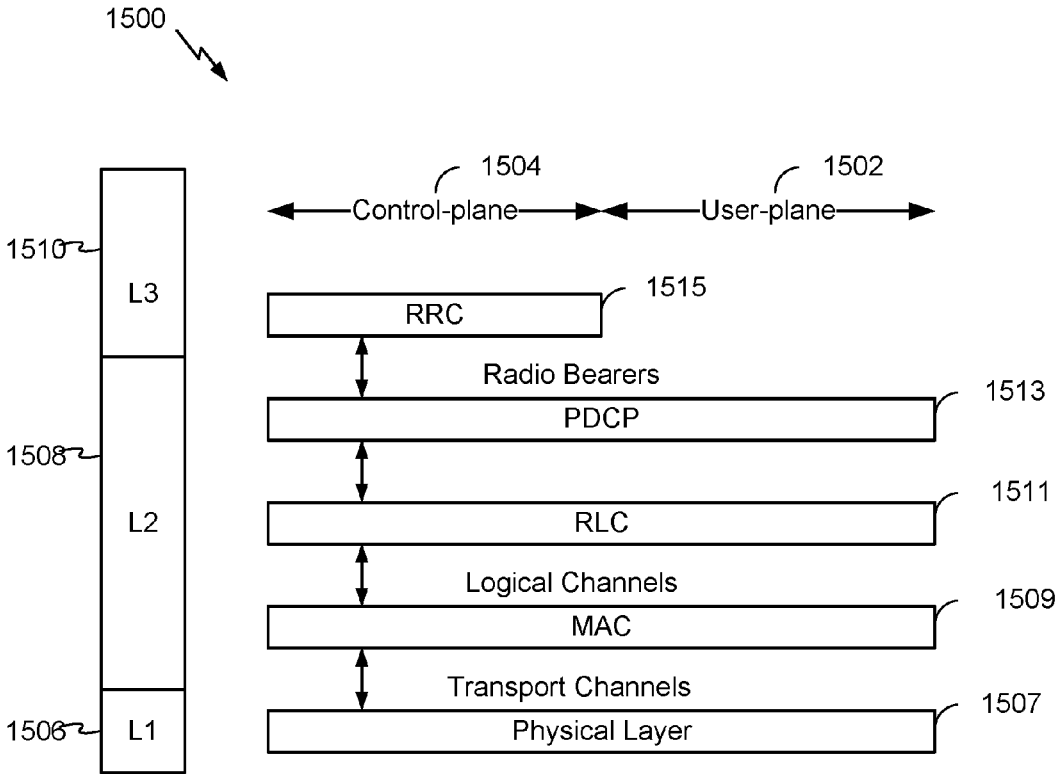 1500
1504
1502
Control-plane
User-plane
1510
L3
RRC
1515
Radio Bearers
1513
PDCP
1508
L2
1511
RLC
Logical Channels
1509
MAC
Transport Channels
1507
1506
L1
Physical Layer